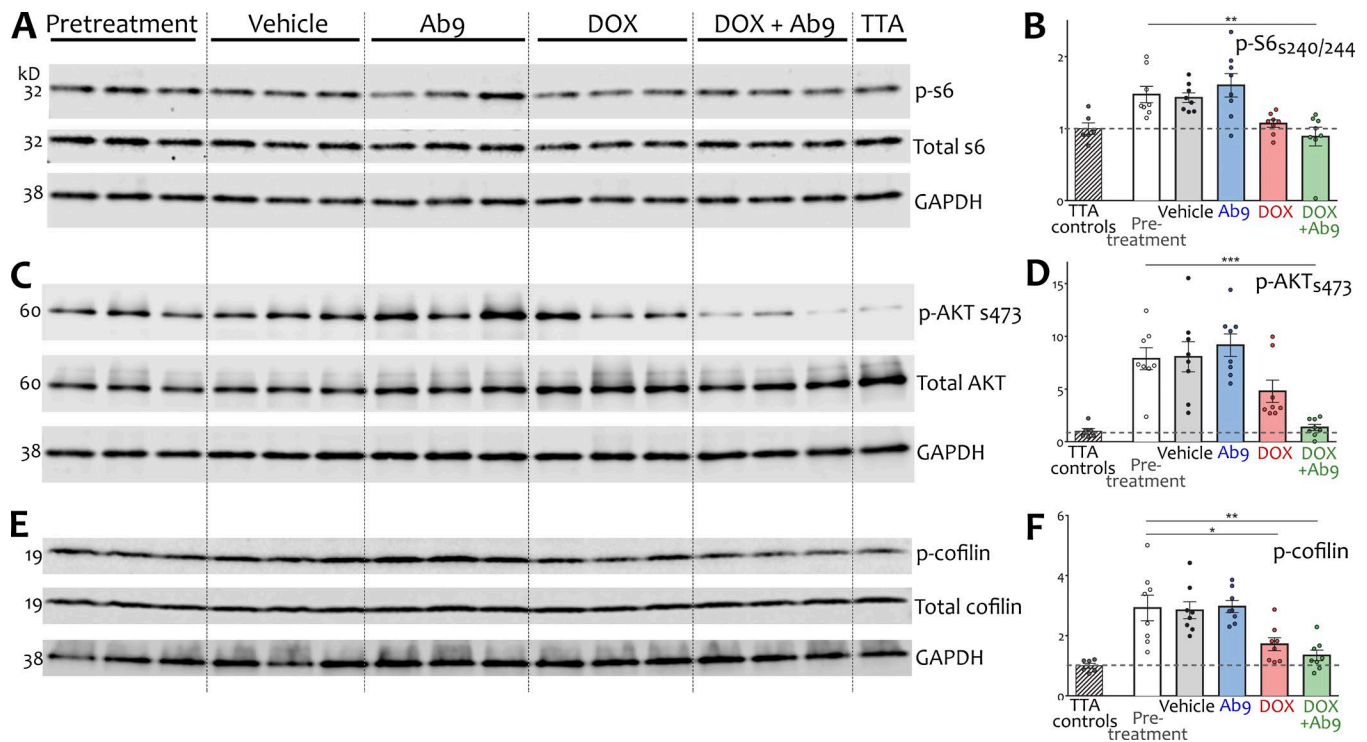 A
Pretreatment Vehicle Ab9 DOX DOX + Ab9 TTA
kD
32 p-s6
32 Total s6
38 GAPDH
B
**
p-S6s240/244
2
1
0
TTA controls
Pre-treatment
Vehicle
Ab9
DOX
DOX +Ab9
C
60 p-AKT s473
60 Total AKT
38 GAPDH
D
***
p-AKTs473
15
10
5
0
TTA controls
Pre-treatment
Vehicle
Ab9
DOX
DOX +Ab9
E
19 p-cofilin
19 Total cofilin
38 GAPDH
F
**
*
p-cofilin
6
4
2
0
TTA controls
Pre-treatment
Vehicle
Ab9
DOX
DOX +Ab9